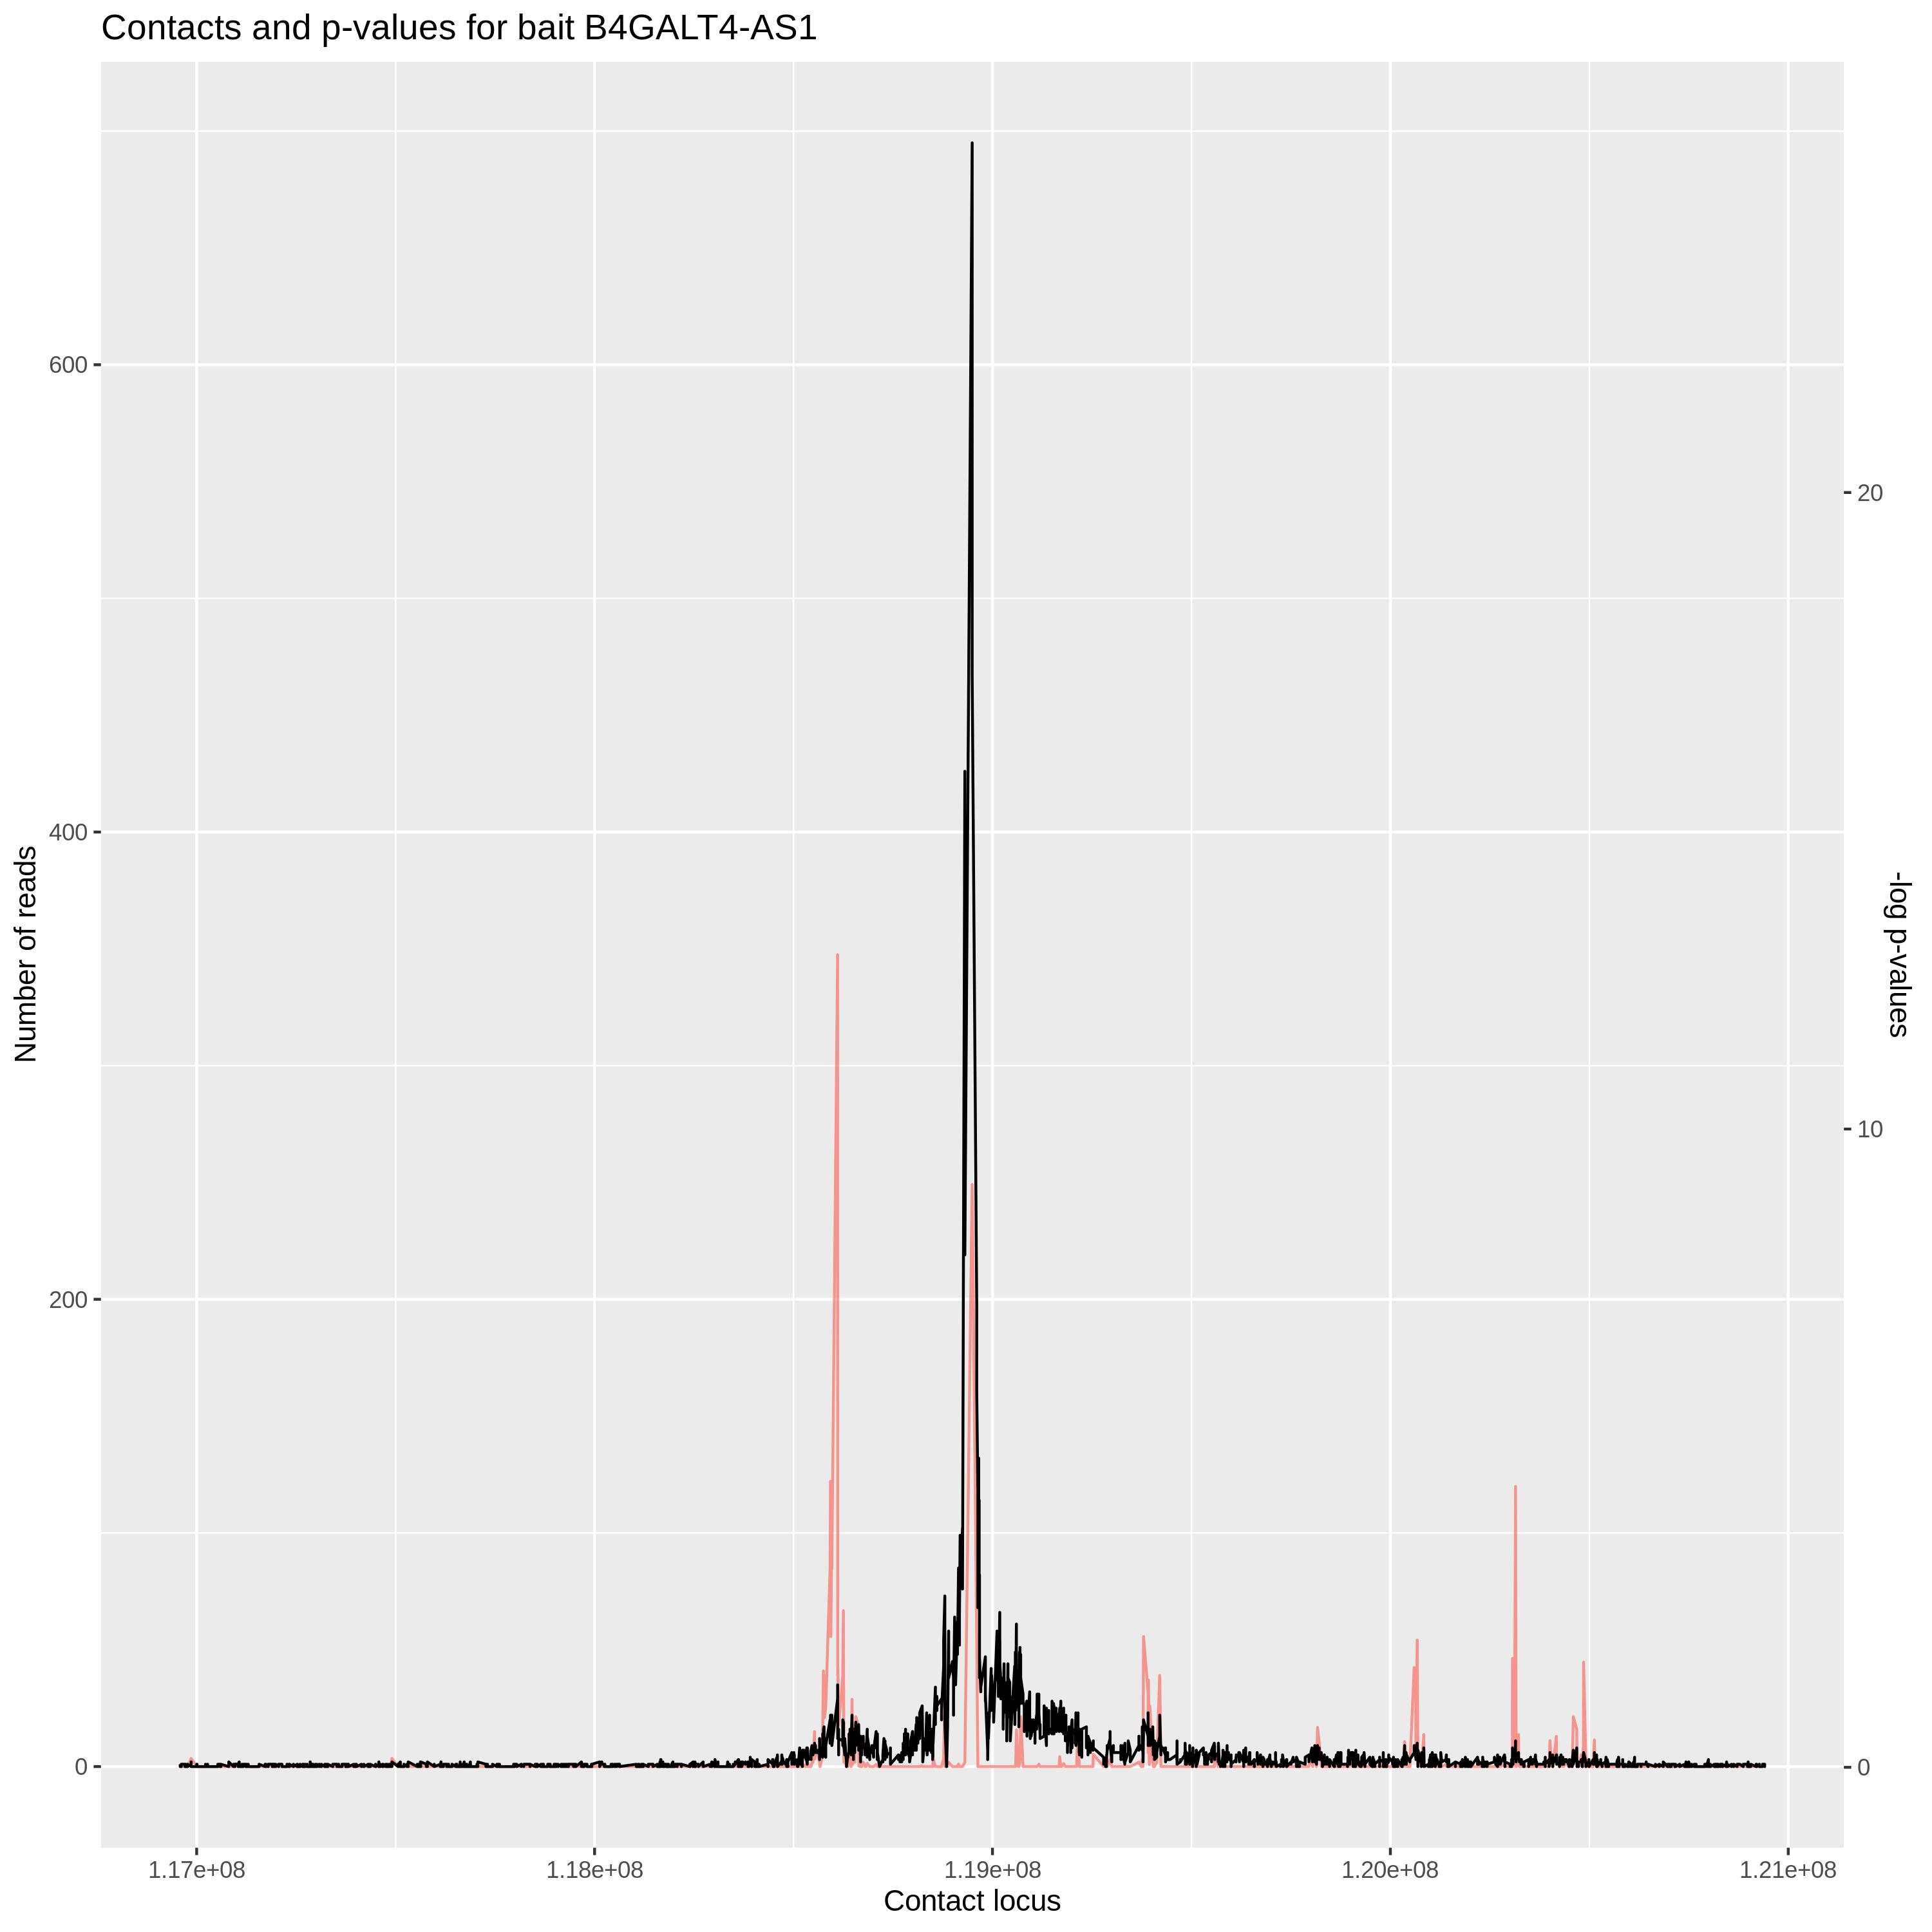 Contacts and p-values for bait B4GALT4-AS1
600
400
200
0
Number of reads
20
10
0
-log p-values
1.17e+08
1.18e+08
1.19e+08
1.20e+08
1.21e+08
Contact locus